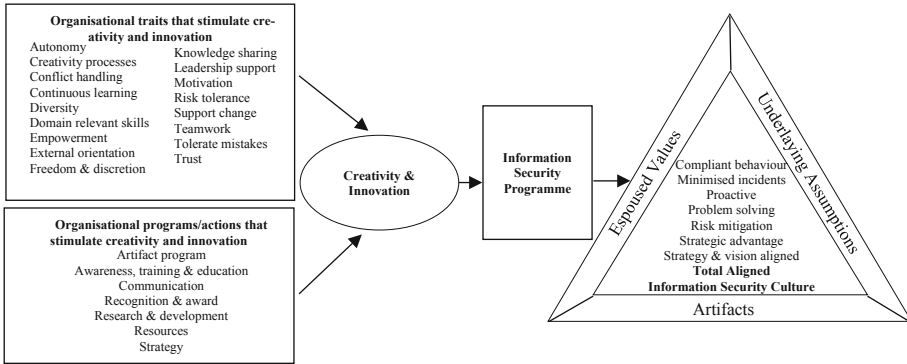 Organisational traits that stimulate cre-
ativity and innovation
Autonomy
Creativity processes
Conflict handling
Continuous learning
Diversity
Domain relevant skills
Empowerment
External orientation
Freedom & discretion
Knowledge sharing
Leadership support
Motivation
Risk tolerance
Support change
Teamwork
Tolerate mistakes
Trust
Organisational programs/actions that
stimulate creativity and innovation
Artifact program
Awareness, training & education
Communication
Recognition & award
Research & development
Resources
Strategy
Creativity &
Innovation
Information
Security
Programme
Espoused Values
Underlaying Assumptions
Compliant behaviour
Minimised incidents
Proactive
Problem solving
Risk mitigation
Strategic advantage
Strategy & vision aligned
Total Aligned
Information Security Culture
Artifacts